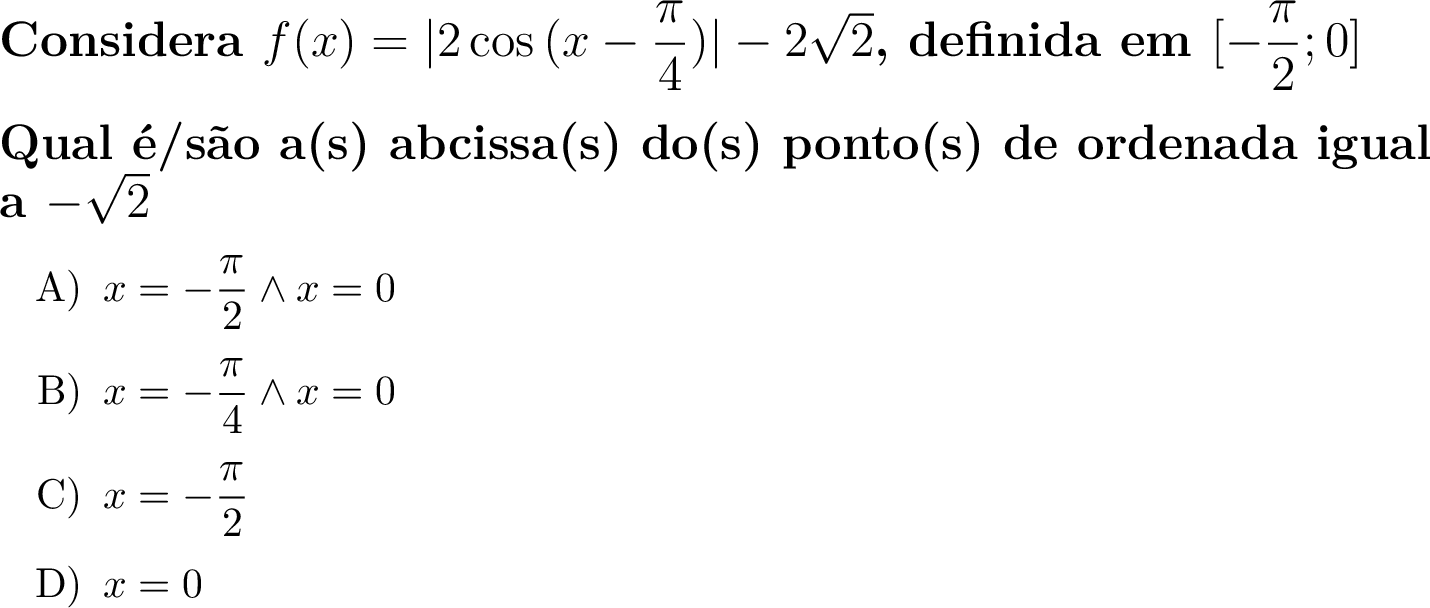 Considera $f(x) = |2\cos{(x - \frac{\pi}{4})}| - 2\sqrt{2}$, definida em $[-\frac{\pi}{2}; 0]$
Qual é/são a(s) abcissa(s) do(s) ponto(s) de ordenada igual
a $-\sqrt{2}$
A) $x = -\frac{\pi}{2} \wedge x = 0$
B) $x = -\frac{\pi}{4} \wedge x = 0$
C) $x = -\frac{\pi}{2}$
D) $x = 0$